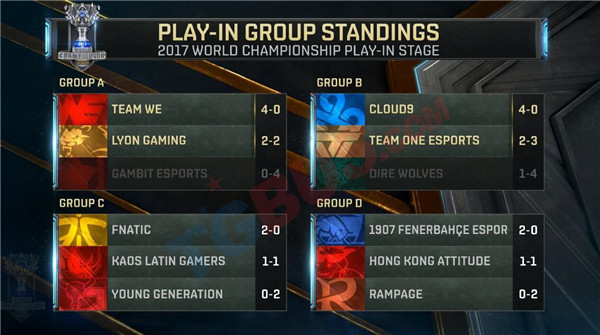 PLAY-IN GROUP STANDINGS
2017 WORLD CHAMPIONSHIP PLAY-IN STAGE
GROUP A
TEAM WE 4-0
LYON GAMING 2-2
GAMBIT ESPORTS 0-4
GROUP B
CLOUD9 4-0
TEAM ONE ESPORTS 2-3
DIRE WOLVES 1-4
GROUP C
FNATIC 2-0
KAOS LATIN GAMERS 1-1
YOUNG GENERATION 0-2
GROUP D
1907 FENERBAHÇE ESPOR 2-0
HONG KONG ATTITUDE 1-1
RAMPAGE 0-2